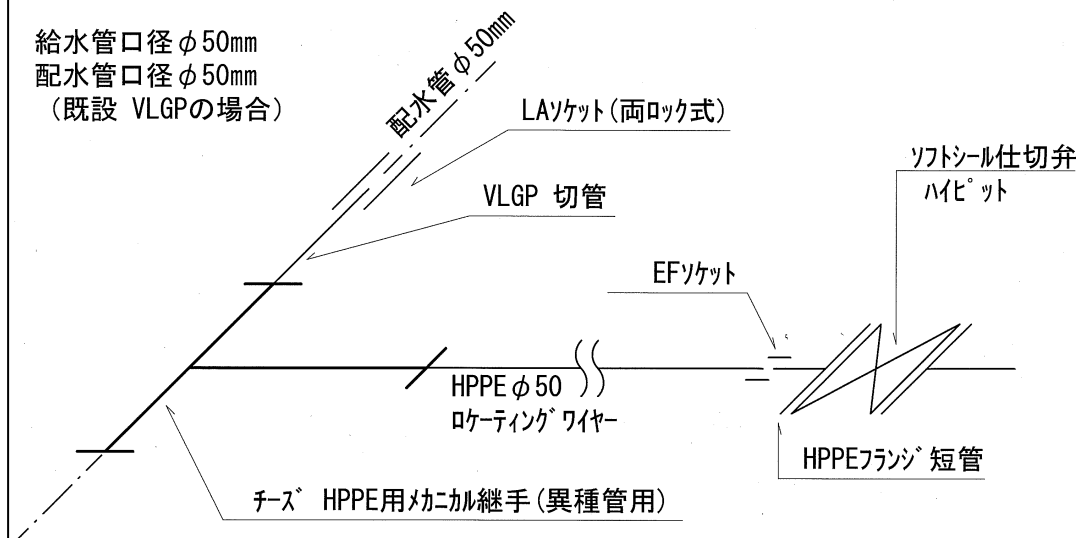 給水管口径φ50mm
配水管口径φ50mm
(既設 VLGPの場合)
配水管φ50mm
LAｿｹｯﾄ(両ロック式)
ｿﾌﾄｼｰﾙ仕切弁
ﾊｲﾋﾟｯﾄ
VLGP 切管
EFｿｹｯﾄ
HPPEφ50
ﾛｹｰﾃｨﾝｸﾞﾜｲﾔｰ
HPPEﾌﾗﾝｼﾞ短管
ﾁｰｽﾞ HPPE用ﾒｶﾆｶﾙ継手(異種管用)